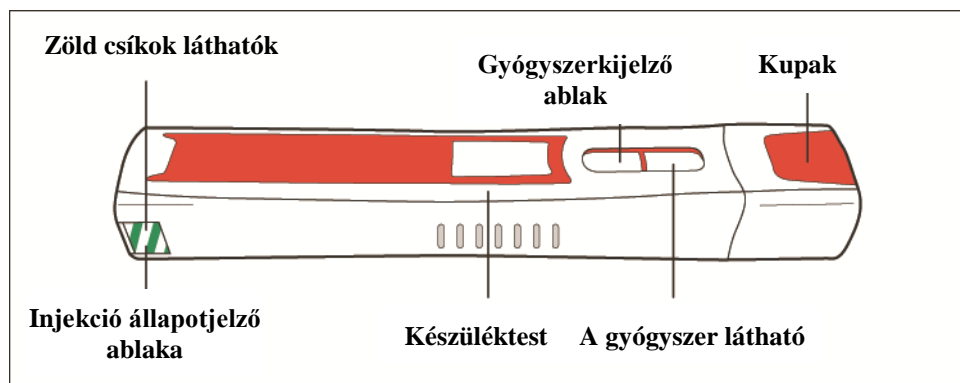 Zöld csíkok láthatók
Gyógyszerkijelző
ablak
Kupak
Injekció állapotjelző
ablaka
Készüléktest
A gyógyszer látható